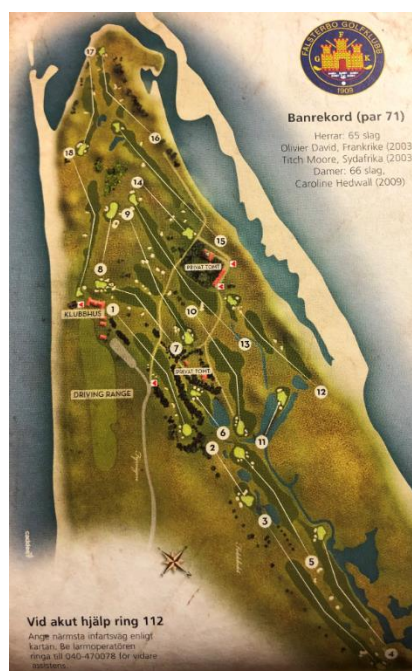 FALSTERBO GOLFKLUBB
F
G K
1909
Banrekord (par 71)
Herrar: 65 slag
Olivier David, Frankrike (2003
Titch Moore, Sydafrika (2003
Damer: 66 slag,
Caroline Hedwall (2009)
17
16
18
14
9
15
PRIVAT TOMT
8
1
KLUBBHUS
10
13
7
PRIVAT TOMT
DRIVING RANGE
12
6
11
2
3
5
4
Vid akut hjälp ring 112
Ange närmsta infartsväg enligt
kartan. Be larmoperatören
ringa till 040-470078 för vidare
assistans.